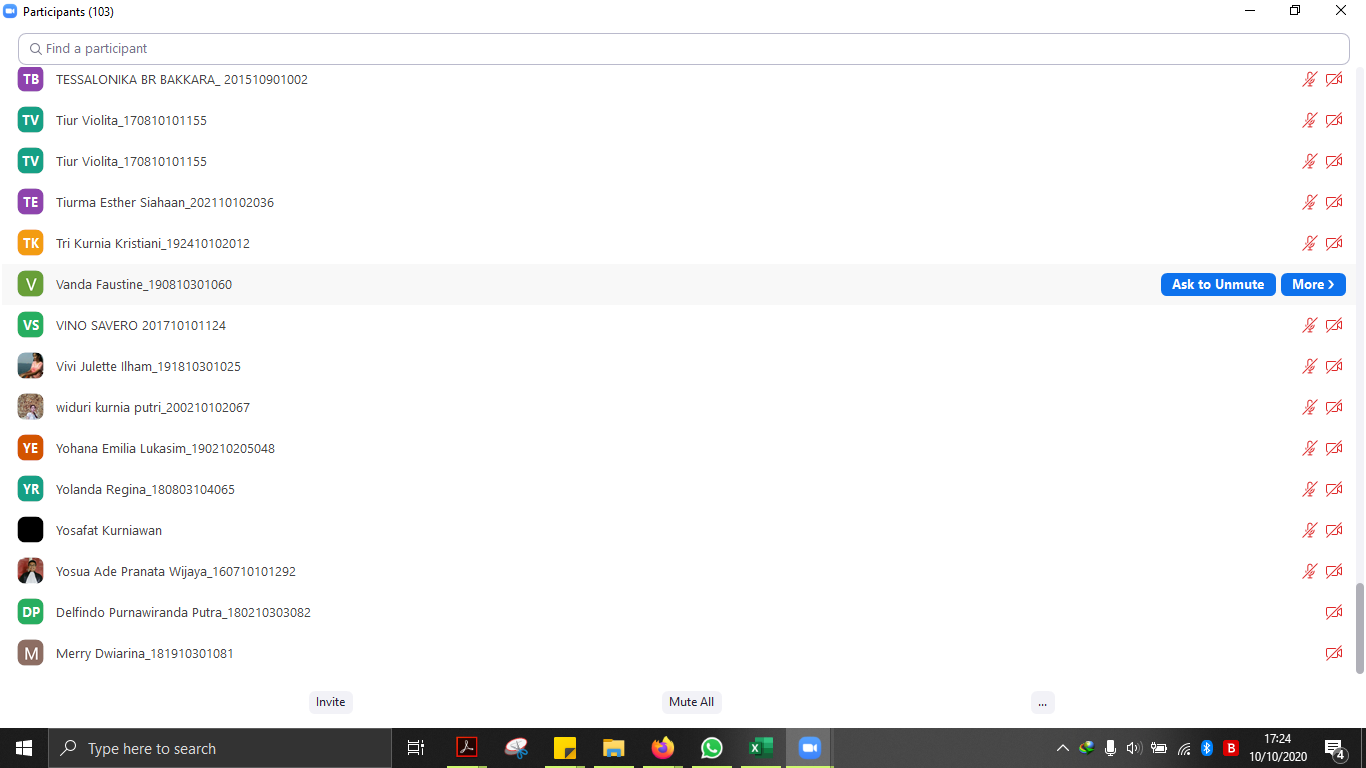 Participants (103)
Find a participant
TB TESSALONIKA BR BAKKARA_ 201510901002
TV Tiur Violita_170810101155
TV Tiur Violita_170810101155
TE Tiurma Esther Siahaan_202110102036
TK Tri Kurnia Kristiani_192410102012
V Vanda Faustine_190810301060 Ask to Unmute More >
VS VINO SAVERO 201710101124
Vivi Julette Ilham_191810301025
widuri kurnia putri_200210102067
YE Yohana Emilia Lukasim_190210205048
YR Yolanda Regina_180803104065
Yosafat Kurniawan
Yosua Ade Pranata Wijaya_160710101292
DP Delfindo Purnawiranda Putra_180210303082
M Merry Dwiarina_181910301081
Invite Mute All ...
Type here to search B 17:24
10/10/2020 4